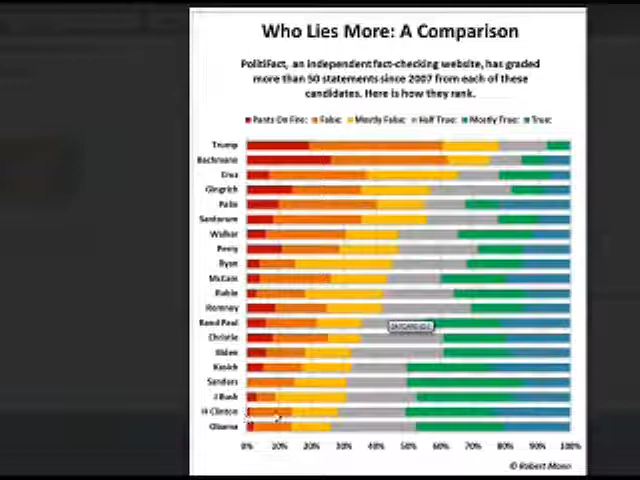 Who Lies More: A Comparison
PolitiFact, an independent fact-checking website, has graded
more than 50 statements since 2007 from each of these
candidates. Here is how they rank.
Pants On Fire: False: Mostly False: Half True: Mostly True: True:
Trump
Bachmann
Cruz
Gingrich
Palin
Santorum
Walker
Perry
Ryan
McCain
Rubio
Romney
Rand Paul
Christie
Biden
Kasich
Sanders
J Bush
H Clinton
Obama
0% 10% 20% 30% 40% 50% 60% 70% 80% 90% 100%
© Robert Mann